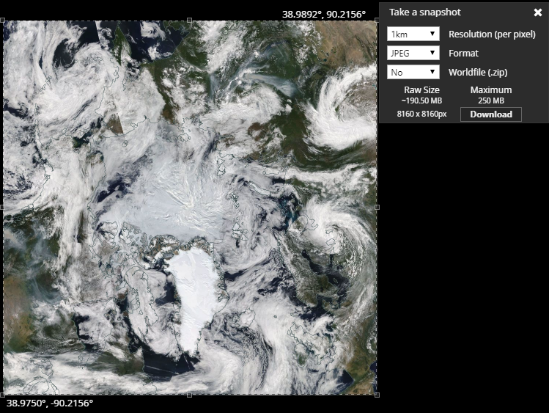 38.9892°, 90.2156°
Take a snapshot
1km Resolution (per pixel)
JPEG Format
No Worldfile (.zip)
Raw Size Maximum
~190.50 MB 250 MB
8160 x 8160px Download
38.9750°, -90.2156°